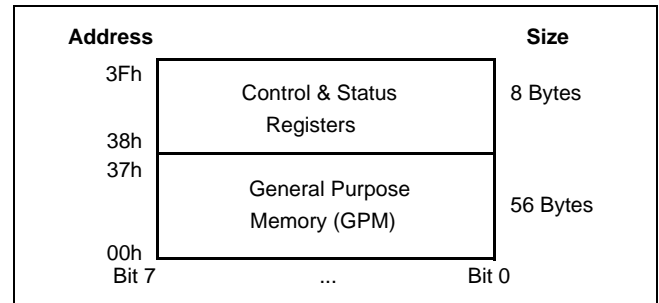 Address Size
3Fh
Control & Status 8 Bytes
Registers
38h
37h
General Purpose
56 Bytes
Memory (GPM)
00h
Bit 7 ... Bit 0